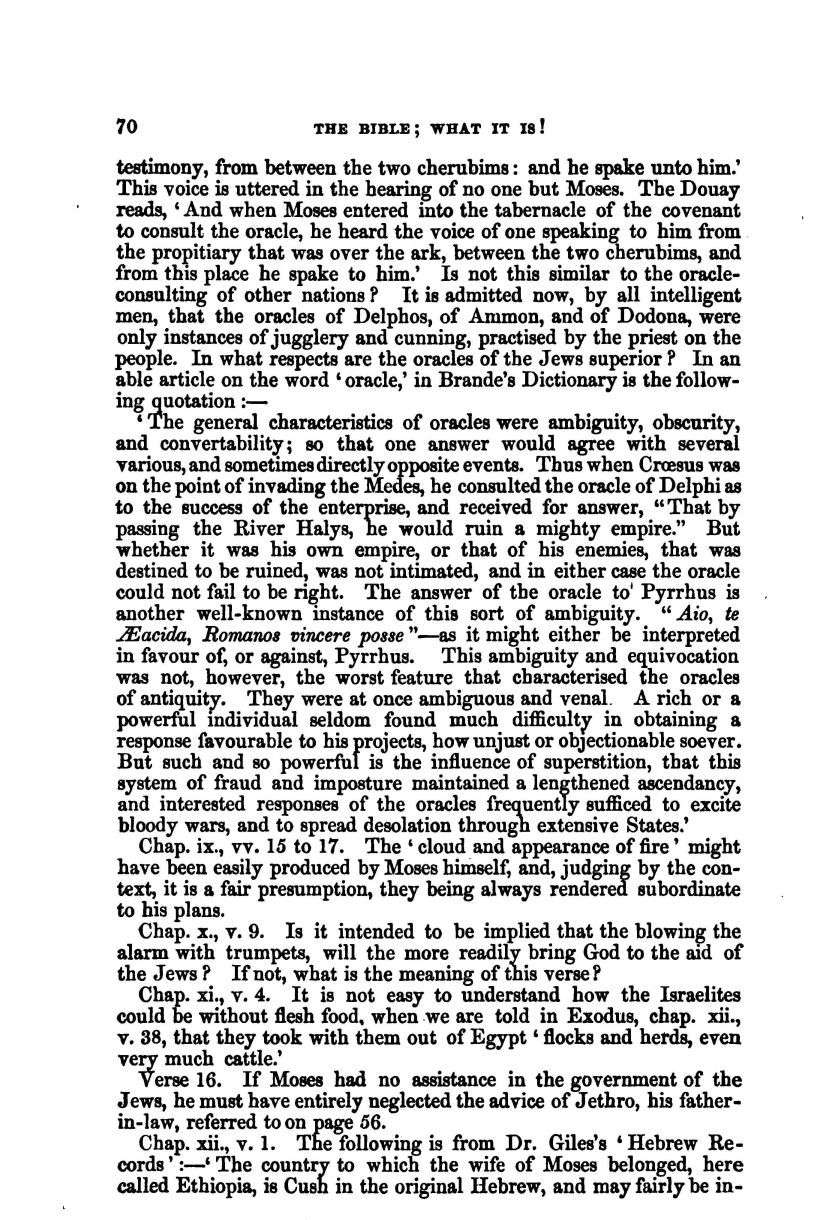 70 THE BIBLE; WHAT IT IS!
testimony, from between the two cherubims: and he spake unto him.'
This voice is uttered in the hearing of no one but Moses. The Douay
reads, 'And when Moses entered into the tabernacle of the covenant
to consult the oracle, he heard the voice of one speaking to him from
the propitiary that was over the ark, between the two cherubims, and
from this place he spake to him.' Is not this similar to the oracle-
consulting of other nations? It is admitted now, by all intelligent
men, that the oracles of Delphos, of Ammon, and of Dodona, were
only instances of jugglery and cunning, practised by the priest on the
people. In what respects are the oracles of the Jews superior? In an
able article on the word 'oracle,' in Brande's Dictionary is the follow-
ing quotation:—
'The general characteristics of oracles were ambiguity, obscurity,
and convertability; so that one answer would agree with several
various, and sometimes directly opposite events. Thus when Crœsus was
on the point of invading the Medes, he consulted the oracle of Delphi as
to the success of the enterprise, and received for answer, "That by
passing the River Halys, he would ruin a mighty empire." But
whether it was his own empire, or that of his enemies, that was
destined to be ruined, was not intimated, and in either case the oracle
could not fail to be right. The answer of the oracle to' Pyrrhus is
another well-known instance of this sort of ambiguity. "Aio, te
Æacida, Romanos vincere posse"—as it might either be interpreted
in favour of, or against, Pyrrhus. This ambiguity and equivocation
was not, however, the worst feature that characterised the oracles
of antiquity. They were at once ambiguous and venal. A rich or a
powerful individual seldom found much difficulty in obtaining a
response favourable to his projects, how unjust or objectionable soever.
But such and so powerful is the influence of superstition, that this
system of fraud and imposture maintained a lengthened ascendancy,
and interested responses of the oracles frequently sufficed to excite
bloody wars, and to spread desolation through extensive States.'
Chap. ix., vv. 15 to 17. The 'cloud and appearance of fire' might
have been easily produced by Moses himself, and, judging by the con-
text, it is a fair presumption, they being always rendered subordinate
to his plans.
Chap. x., v. 9. Is it intended to be implied that the blowing the
alarm with trumpets, will the more readily bring God to the aid of
the Jews? If not, what is the meaning of this verse?
Chap. xi., v. 4. It is not easy to understand how the Israelites
could be without flesh food, when we are told in Exodus, chap. xii.,
v. 38, that they took with them out of Egypt 'flocks and herds, even
very much cattle.'
Verse 16. If Moses had no assistance in the government of the
Jews, he must have entirely neglected the advice of Jethro, his father-
in-law, referred to on page 56.
Chap. xii., v. 1. The following is from Dr. Giles's 'Hebrew Re-
cords':—'The country to which the wife of Moses belonged, here
called Ethiopia, is Cush in the original Hebrew, and may fairly be in-